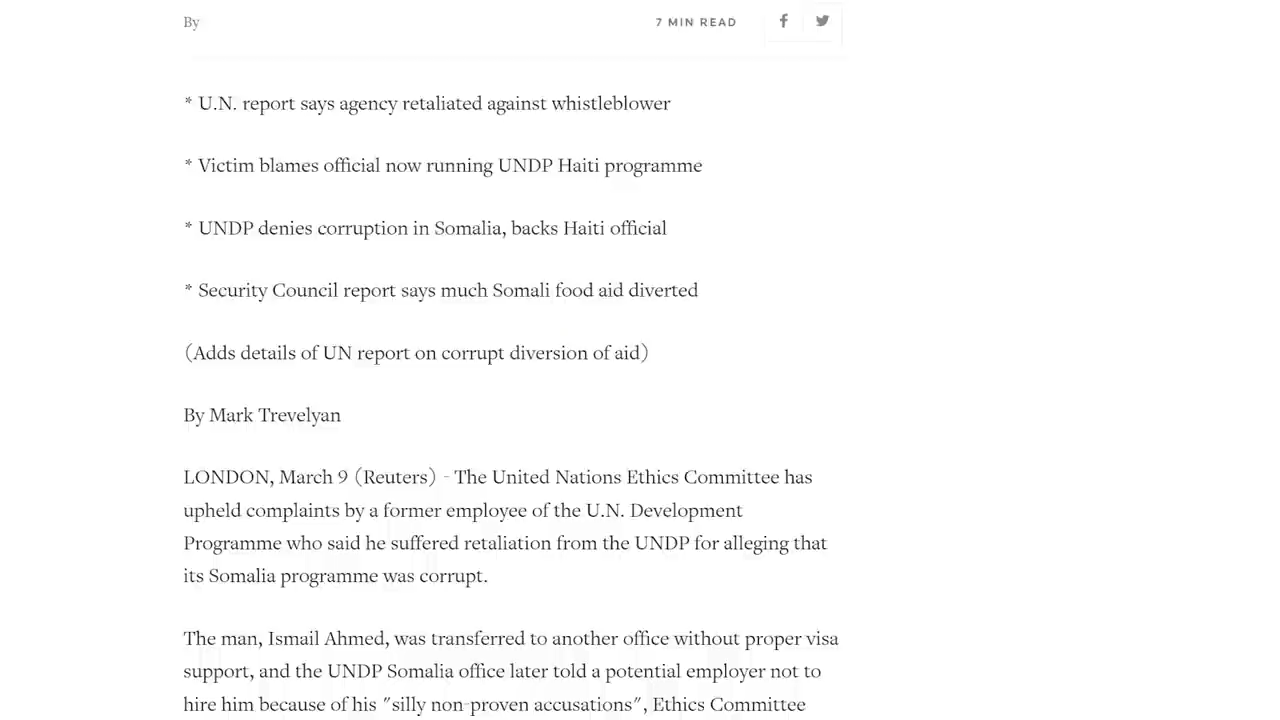 By
7 MIN READ
* U.N. report says agency retaliated against whistleblower
* Victim blames official now running UNDP Haiti programme
* UNDP denies corruption in Somalia, backs Haiti official
* Security Council report says much Somali food aid diverted
(Adds details of UN report on corrupt diversion of aid)
By Mark Trevelyan
LONDON, March 9 (Reuters) - The United Nations Ethics Committee has
upheld complaints by a former employee of the U.N. Development
Programme who said he suffered retaliation from the UNDP for alleging that
its Somalia programme was corrupt.
The man, Ismail Ahmed, was transferred to another office without proper visa
support, and the UNDP Somalia office later told a potential employer not to
hire him because of his "silly non-proven accusations", Ethics Committee